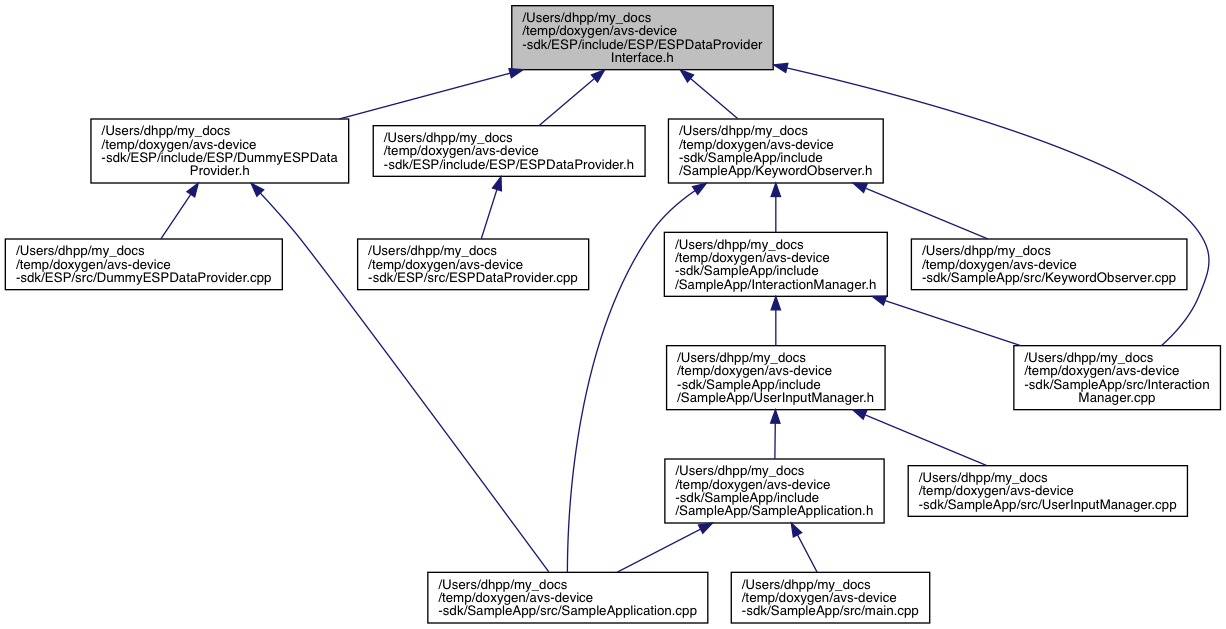 /Users/dhpp/my_docs
/temp/doxygen/avs-device
-sdk/ESP/include/ESP/ESPDataProvider
Interface.h
/Users/dhpp/my_docs
/temp/doxygen/avs-device
-sdk/ESP/include/ESP/DummyESPData
Provider.h
/Users/dhpp/my_docs
/temp/doxygen/avs-device
-sdk/ESP/include/ESP/ESPDataProvider.h
/Users/dhpp/my_docs
/temp/doxygen/avs-device
-sdk/SampleApp/include
/SampleApp/KeywordObserver.h
/Users/dhpp/my_docs
/temp/doxygen/avs-device
-sdk/ESP/src/DummyESPDataProvider.cpp
/Users/dhpp/my_docs
/temp/doxygen/avs-device
-sdk/ESP/src/ESPDataProvider.cpp
/Users/dhpp/my_docs
/temp/doxygen/avs-device
-sdk/SampleApp/include
/SampleApp/InteractionManager.h
/Users/dhpp/my_docs
/temp/doxygen/avs-device
-sdk/SampleApp/src/KeywordObserver.cpp
/Users/dhpp/my_docs
/temp/doxygen/avs-device
-sdk/SampleApp/include
/SampleApp/UserInputManager.h
/Users/dhpp/my_docs
/temp/doxygen/avs-device
-sdk/SampleApp/src/Interaction
Manager.cpp
/Users/dhpp/my_docs
/temp/doxygen/avs-device
-sdk/SampleApp/include
/SampleApp/SampleApplication.h
/Users/dhpp/my_docs
/temp/doxygen/avs-device
-sdk/SampleApp/src/UserInputManager.cpp
/Users/dhpp/my_docs
/temp/doxygen/avs-device
-sdk/SampleApp/src/SampleApplication.cpp
/Users/dhpp/my_docs
/temp/doxygen/avs-device
-sdk/SampleApp/src/main.cpp